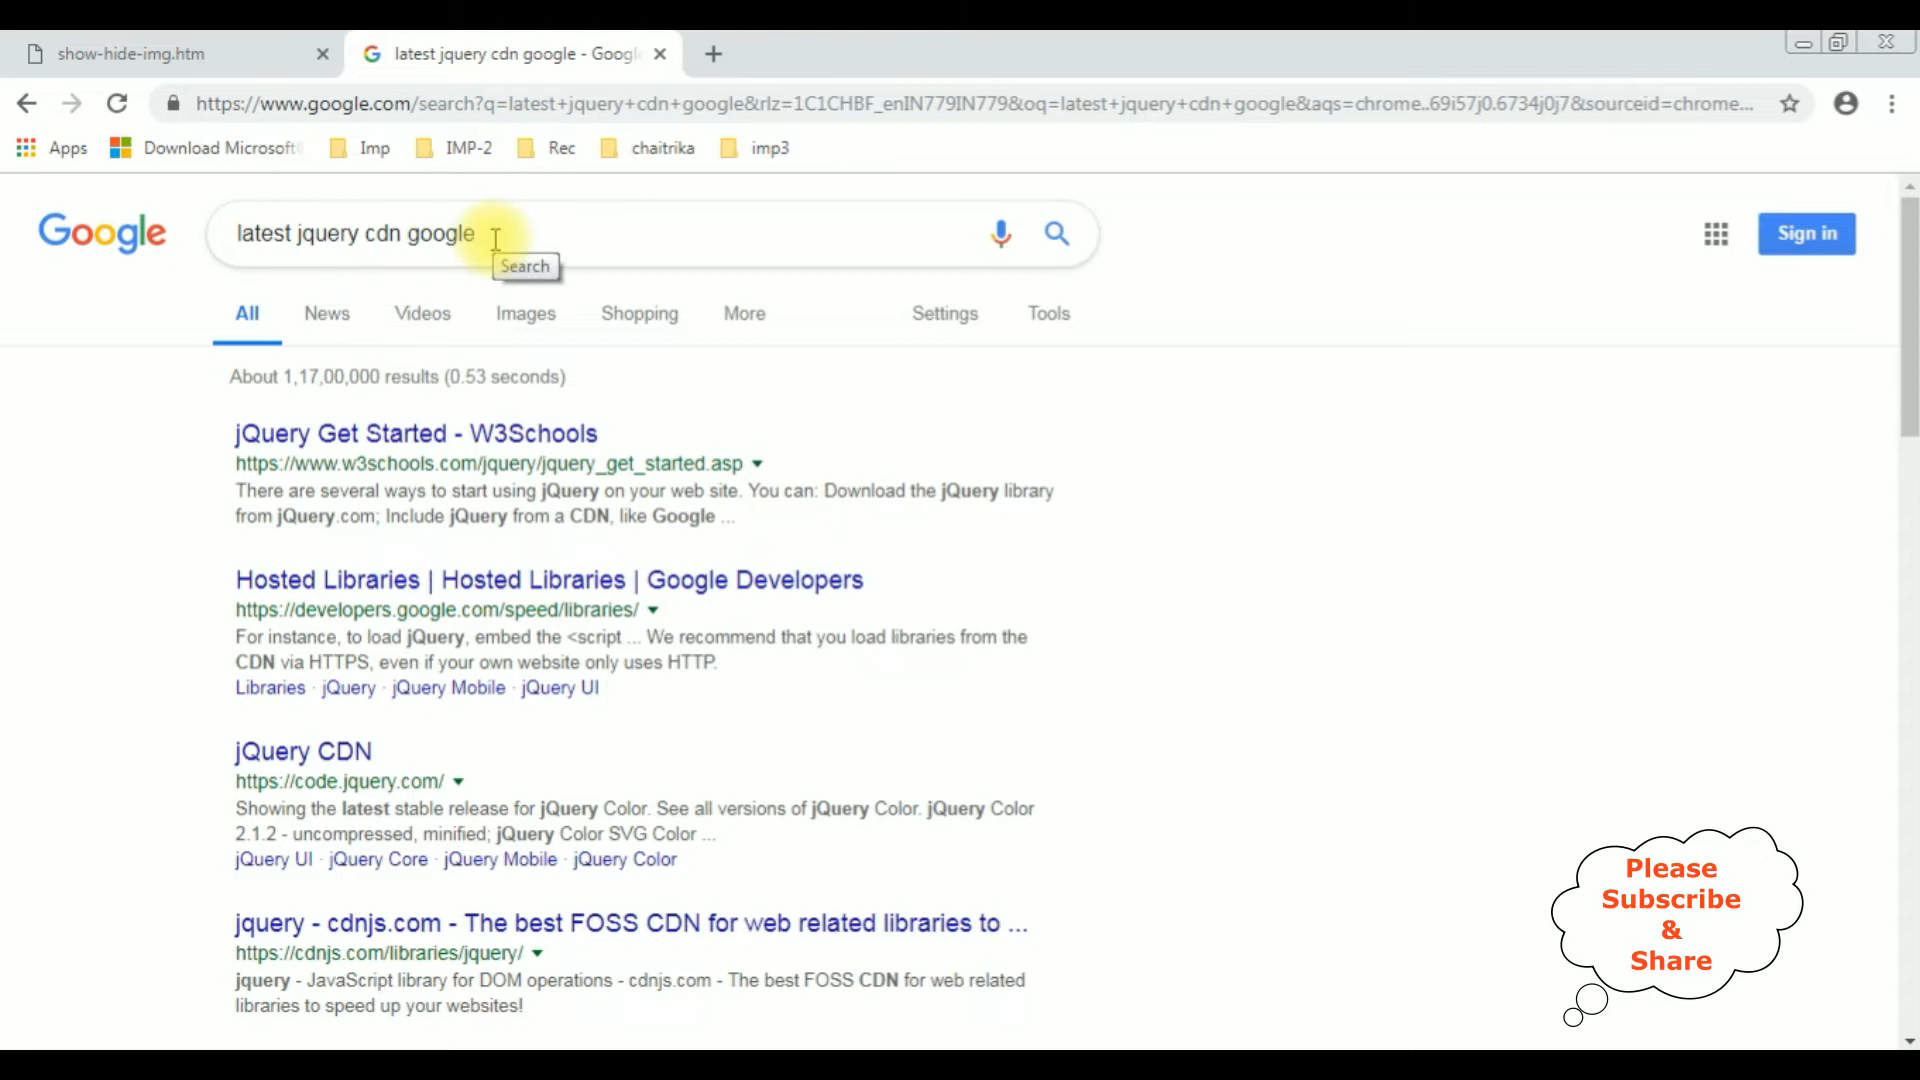 show-hide-img.htm
latest jquery cdn google - Googl
https://www.google.com/search?q=latest+jquery+cdn+google&rlz=1C1CHBF_enIN779IN779&oq=latest+jquery+cdn+google&aqs=chrome..69i57j0.6734j0j7&sourceid=chrome...
Apps Download Microsoft® Imp IMP-2 Rec chaitrika imp3
Google
latest jquery cdn google
Search
Sign in
All News Videos Images Shopping More Settings Tools
About 1,17,00,000 results (0.53 seconds)
jQuery Get Started - W3Schools
https://www.w3schools.com/jquery/jquery_get_started.asp
There are several ways to start using jQuery on your web site. You can: Download the jQuery library
from jQuery.com; Include jQuery from a CDN, like Google ...
Hosted Libraries | Hosted Libraries | Google Developers
https://developers.google.com/speed/libraries/
For instance, to load jQuery, embed the <script ... We recommend that you load libraries from the
CDN via HTTPS, even if your own website only uses HTTP.
Libraries · jQuery · jQuery Mobile · jQuery UI
jQuery CDN
https://code.jquery.com/
Showing the latest stable release for jQuery Color. See all versions of jQuery Color. jQuery Color
2.1.2 - uncompressed, minified; jQuery Color SVG Color ...
jQuery UI · jQuery Core · jQuery Mobile · jQuery Color
jquery - cdnjs.com - The best FOSS CDN for web related libraries to ...
https://cdnjs.com/libraries/jquery/
jquery - JavaScript library for DOM operations - cdnjs.com - The best FOSS CDN for web related
libraries to speed up your websites!
Please
Subscribe
&
Share